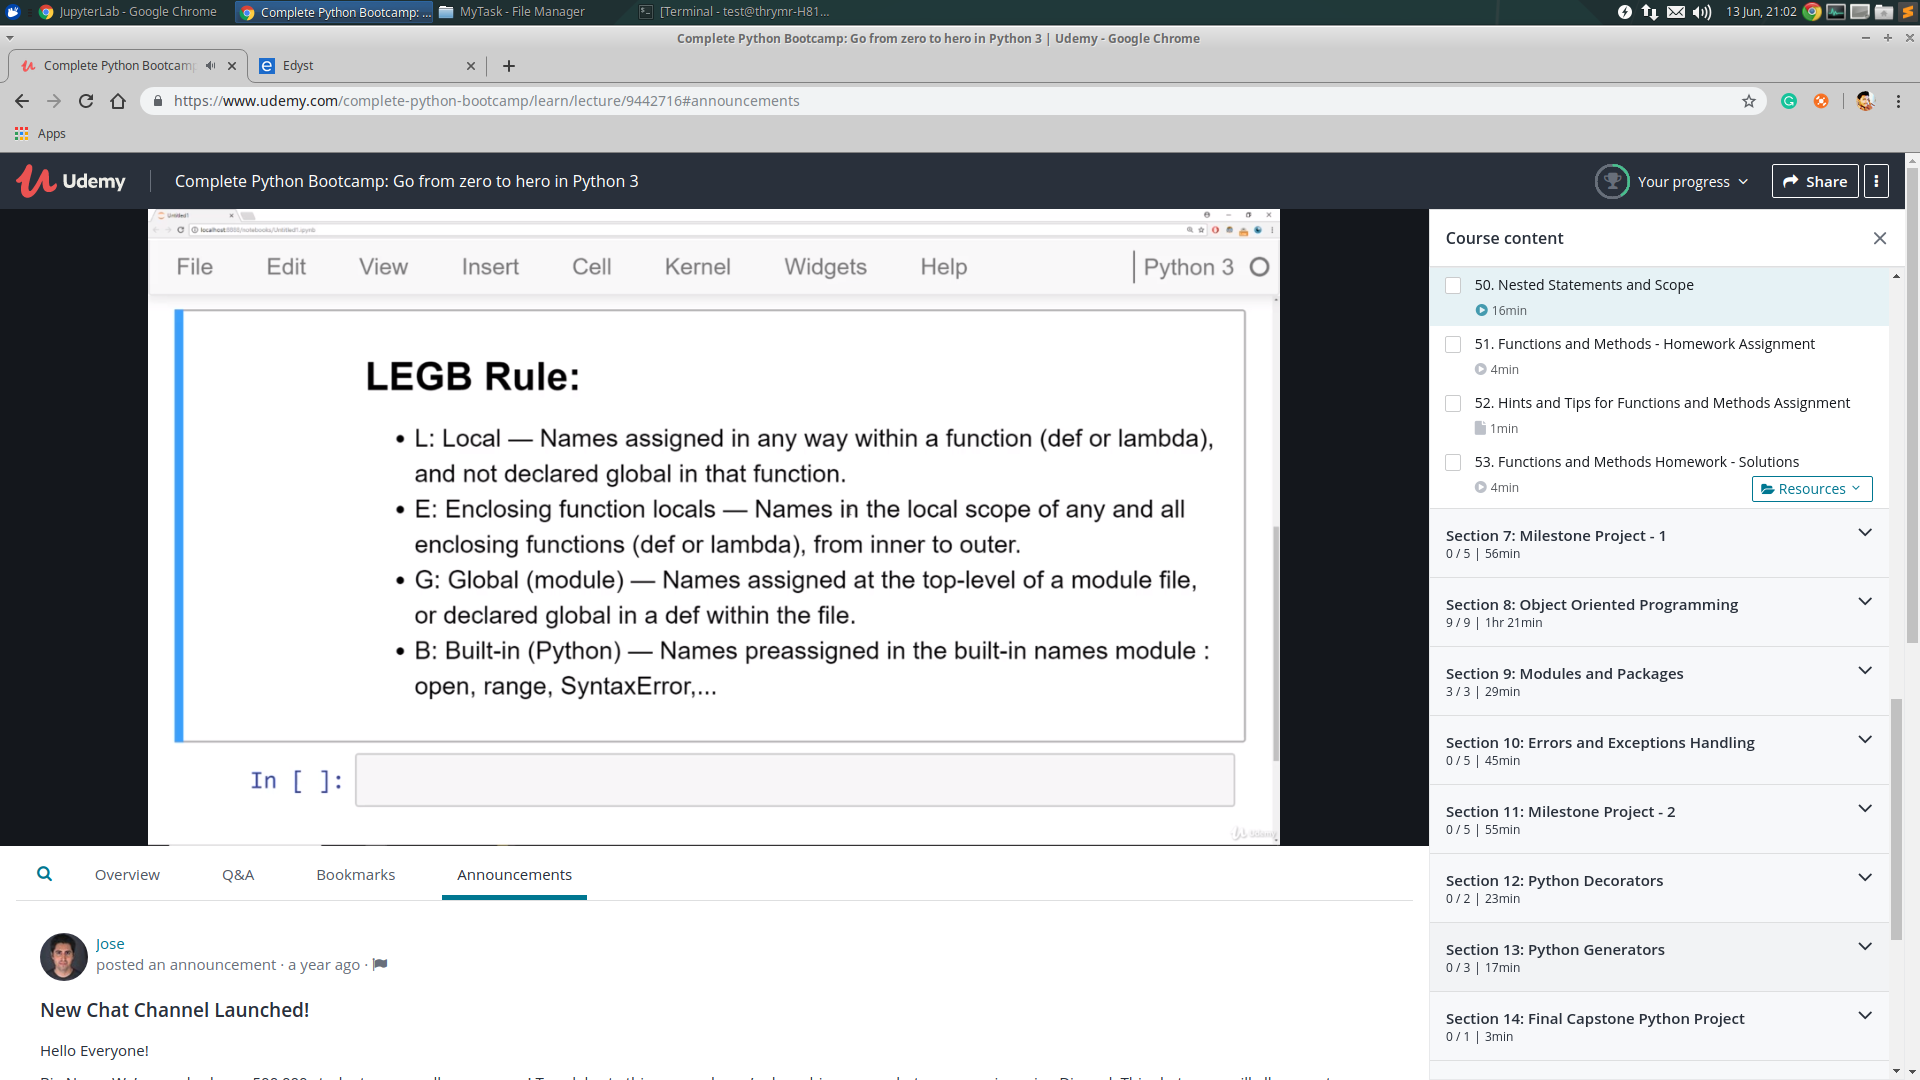 JupyterLab - Google Chrome
Complete Python Bootcamp: ...
MyTask - File Manager
[Terminal - test@thrymr-H81...
13 Jun, 21:02
Complete Python Bootcamp: Go from zero to hero in Python 3 | Udemy - Google Chrome
Complete Python Bootcamp
Edyst
https://www.udemy.com/complete-python-bootcamp/learn/lecture/9442716#announcements
Apps
Udemy
Complete Python Bootcamp: Go from zero to hero in Python 3
Your progress
Share
Untitled1
localhost:8888/notebooks/Untitled1.ipynb
File Edit View Insert Cell Kernel Widgets Help
Python 3
LEGB Rule:
• L: Local — Names assigned in any way within a function (def or lambda),
and not declared global in that function.
• E: Enclosing function locals — Names in the local scope of any and all
enclosing functions (def or lambda), from inner to outer.
• G: Global (module) — Names assigned at the top-level of a module file,
or declared global in a def within the file.
• B: Built-in (Python) — Names preassigned in the built-in names module :
open, range, SyntaxError,...
In [ ]:
Udemy
Course content
50. Nested Statements and Scope
16min
51. Functions and Methods - Homework Assignment
4min
52. Hints and Tips for Functions and Methods Assignment
1min
53. Functions and Methods Homework - Solutions
4min
Resources
Section 7: Milestone Project - 1
0 / 5 | 56min
Section 8: Object Oriented Programming
9 / 9 | 1hr 21min
Section 9: Modules and Packages
3 / 3 | 29min
Section 10: Errors and Exceptions Handling
0 / 5 | 45min
Section 11: Milestone Project - 2
0 / 5 | 55min
Section 12: Python Decorators
0 / 2 | 23min
Section 13: Python Generators
0 / 3 | 17min
Section 14: Final Capstone Python Project
0 / 1 | 3min
Overview
Q&A
Bookmarks
Announcements
Jose
posted an announcement · a year ago ·
New Chat Channel Launched!
Hello Everyone!